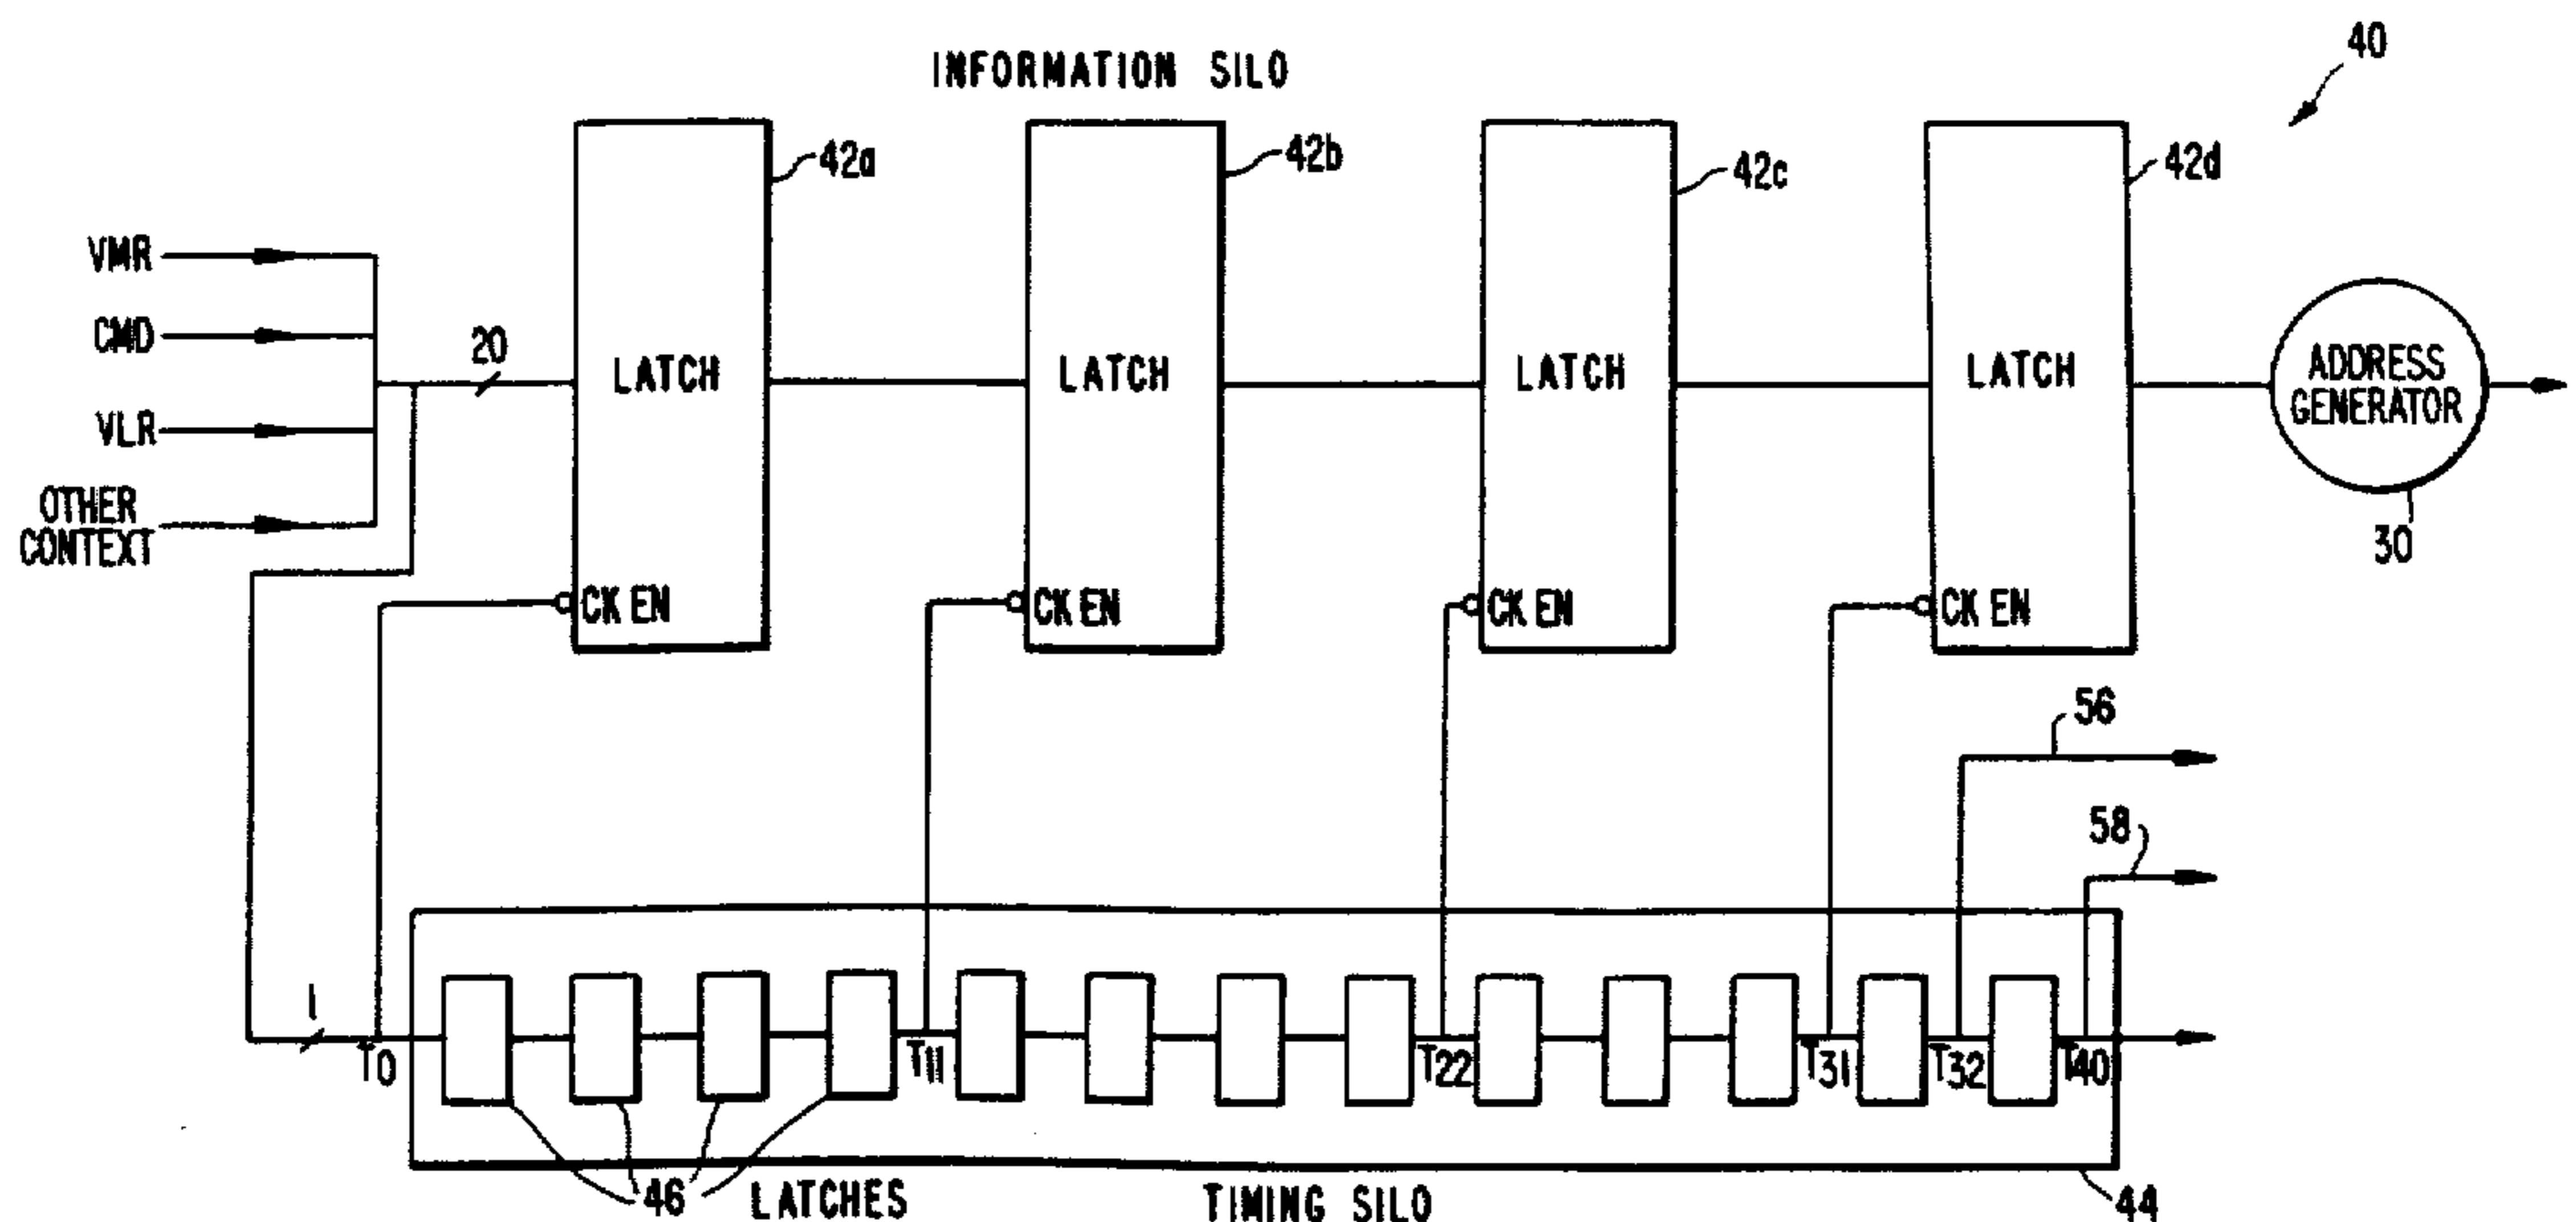 INFORMATION SILO
40
42a
42b
42c
42d
VMR
CMD
VLR
OTHER
CONTEXT
20
LATCH
LATCH
LATCH
LATCH
ADDRESS
GENERATOR
30
CK EN
CK EN
CK EN
CK EN
56
58
1
T0
T11
T22
T31
T32
T40
46
LATCHES
TIMING SILO
44